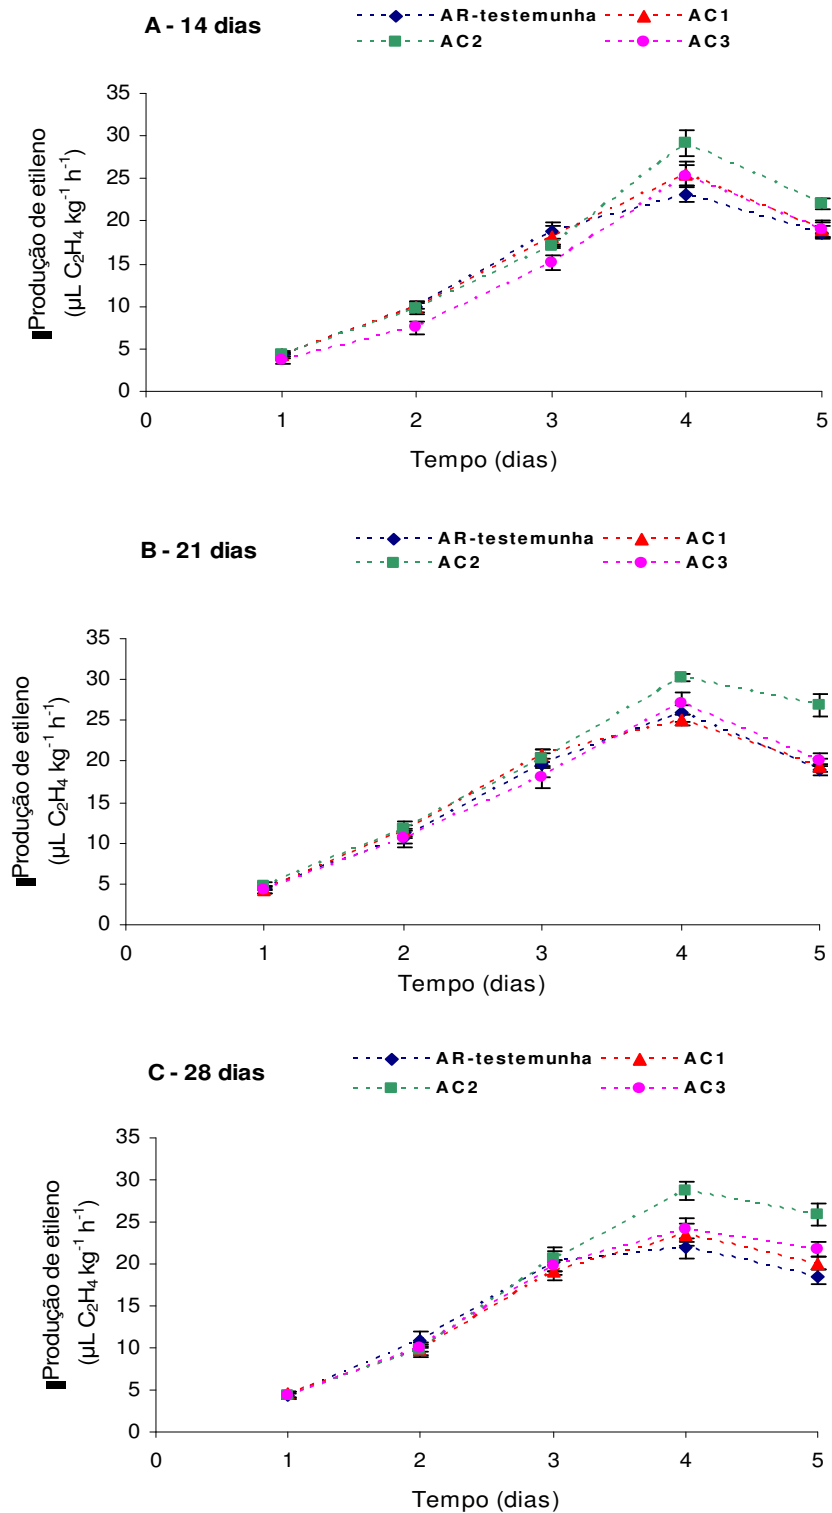 A - 14 dias
AR-testemunha AC1
AC2 AC3
Produção de etileno
(µL C₂H₄ kg⁻¹ h⁻¹)
35
30
25
20
15
10
5
0
0 1 2 3 4 5
Tempo (dias)
B - 21 dias
AR-testemunha AC1
AC2 AC3
Produção de etileno
(µL C₂H₄ kg⁻¹ h⁻¹)
35
30
25
20
15
10
5
0
0 1 2 3 4 5
Tempo (dias)
C - 28 dias
AR-testemunha AC1
AC2 AC3
Produção de etileno
(µL C₂H₄ kg⁻¹ h⁻¹)
35
30
25
20
15
10
5
0
0 1 2 3 4 5
Tempo (dias)